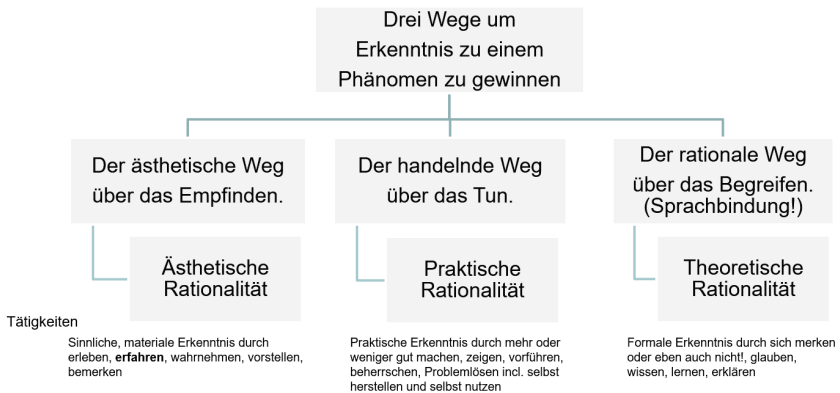 Drei Wege um
Erkenntnis zu einem
Phänomen zu gewinnen
Der ästhetische Weg
über das Empfinden.
Der handelnde Weg
über das Tun.
Der rationale Weg
über das Begreifen.
(Sprachbindung!)
Ästhetische
Rationalität
Praktische
Rationalität
Theoretische
Rationalität
Tätigkeiten
Sinnliche, materiale Erkenntnis durch
erleben, erfahren, wahrnehmen, vorstellen,
bemerken
Praktische Erkenntnis durch mehr oder
weniger gut machen, zeigen, vorführen,
beherrschen, Problemlösen incl. selbst
herstellen und selbst nutzen
Formale Erkenntnis durch sich merken
oder eben auch nicht!, glauben,
wissen, lernen, erklären